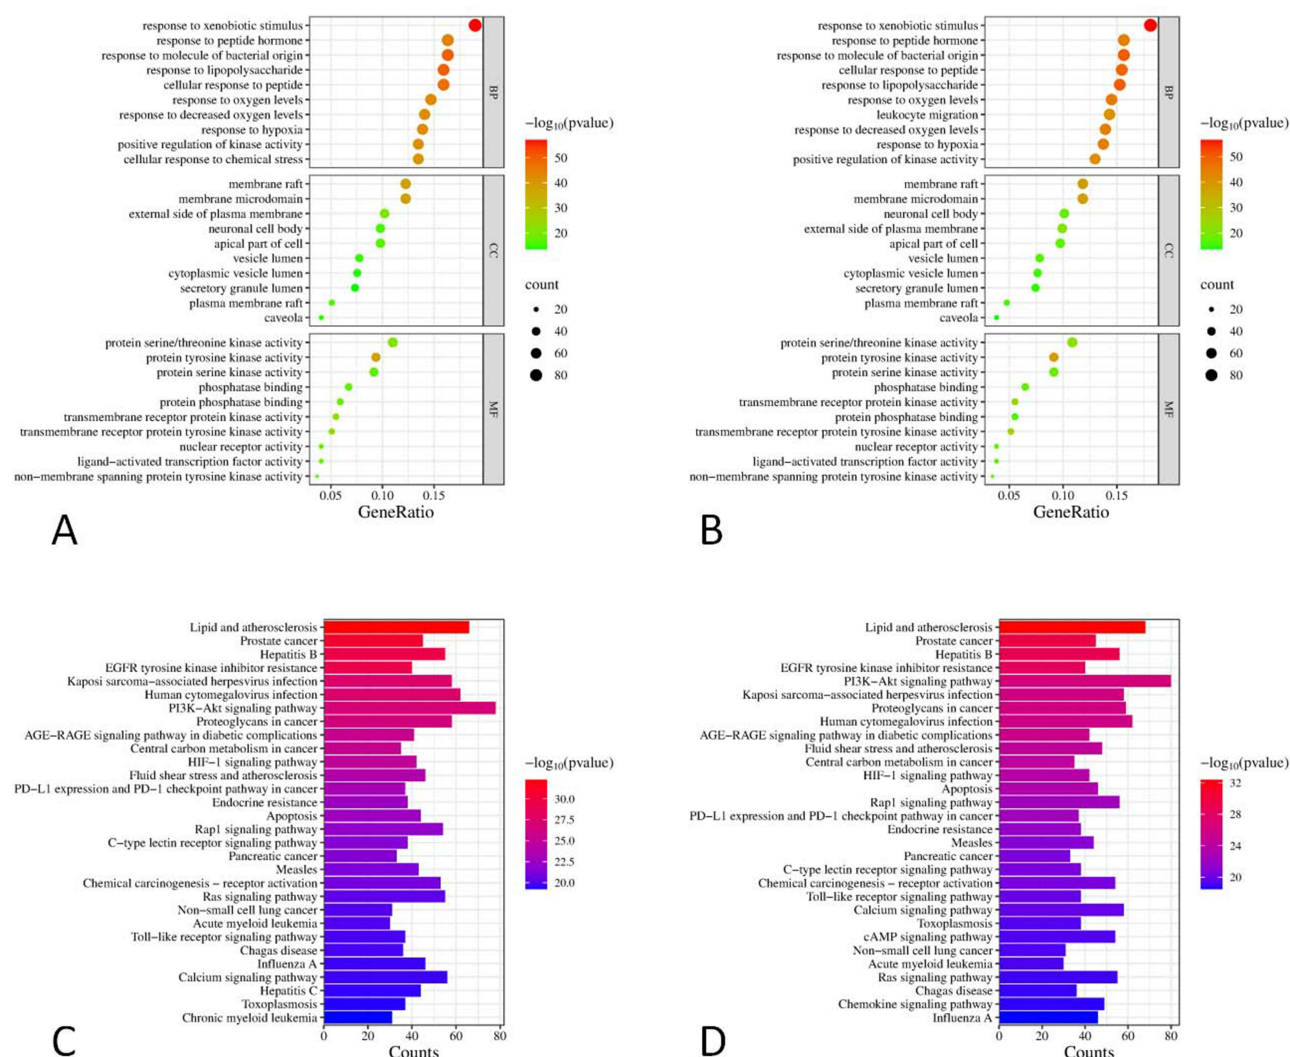 response to xenobiotic stimulus
response to peptide hormone
response to molecule of bacterial origin
response to lipopolysaccharide
cellular response to peptide
response to oxygen levels
response to decreased oxygen levels
response to hypoxia
positive regulation of kinase activity
cellular response to chemical stress
BP
membrane raft
membrane microdomain
external side of plasma membrane
neuronal cell body
apical part of cell
vesicle lumen
cytoplasmic vesicle lumen
secretory granule lumen
plasma membrane raft
caveola
CC
protein serine/threonine kinase activity
protein tyrosine kinase activity
protein serine kinase activity
phosphatase binding
protein phosphatase binding
transmembrane receptor protein kinase activity
transmembrane receptor protein tyrosine kinase activity
nuclear receptor activity
ligand−activated transcription factor activity
non−membrane spanning protein tyrosine kinase activity
MF
0.05 0.10 0.15
GeneRatio
−log10(pvalue)
50
40
30
20
count
20
40
60
80
A
response to xenobiotic stimulus
response to peptide hormone
response to molecule of bacterial origin
cellular response to peptide
response to lipopolysaccharide
response to oxygen levels
leukocyte migration
response to decreased oxygen levels
response to hypoxia
positive regulation of kinase activity
BP
membrane raft
membrane microdomain
neuronal cell body
external side of plasma membrane
apical part of cell
vesicle lumen
cytoplasmic vesicle lumen
secretory granule lumen
plasma membrane raft
caveola
CC
protein serine/threonine kinase activity
protein tyrosine kinase activity
protein serine kinase activity
phosphatase binding
transmembrane receptor protein kinase activity
protein phosphatase binding
transmembrane receptor protein tyrosine kinase activity
nuclear receptor activity
ligand−activated transcription factor activity
non−membrane spanning protein tyrosine kinase activity
MF
0.05 0.10 0.15
GeneRatio
−log10(pvalue)
50
40
30
20
count
20
40
60
80
B
Lipid and atherosclerosis
Prostate cancer
Hepatitis B
EGFR tyrosine kinase inhibitor resistance
Kaposi sarcoma−associated herpesvirus infection
Human cytomegalovirus infection
PI3K−Akt signaling pathway
Proteoglycans in cancer
AGE−RAGE signaling pathway in diabetic complications
Central carbon metabolism in cancer
HIF−1 signaling pathway
Fluid shear stress and atherosclerosis
PD−L1 expression and PD−1 checkpoint pathway in cancer
Endocrine resistance
Apoptosis
Rap1 signaling pathway
C−type lectin receptor signaling pathway
Pancreatic cancer
Measles
Chemical carcinogenesis − receptor activation
Ras signaling pathway
Non−small cell lung cancer
Acute myeloid leukemia
Toll−like receptor signaling pathway
Chagas disease
Influenza A
Calcium signaling pathway
Hepatitis C
Toxoplasmosis
Chronic myeloid leukemia
0 20 40 60 80
Counts
−log10(pvalue)
30.0
27.5
25.0
22.5
20.0
C
Lipid and atherosclerosis
Prostate cancer
Hepatitis B
EGFR tyrosine kinase inhibitor resistance
PI3K−Akt signaling pathway
Kaposi sarcoma−associated herpesvirus infection
Proteoglycans in cancer
Human cytomegalovirus infection
AGE−RAGE signaling pathway in diabetic complications
Fluid shear stress and atherosclerosis
Central carbon metabolism in cancer
HIF−1 signaling pathway
Apoptosis
Rap1 signaling pathway
PD−L1 expression and PD−1 checkpoint pathway in cancer
Endocrine resistance
Measles
Pancreatic cancer
C−type lectin receptor signaling pathway
Chemical carcinogenesis − receptor activation
Toll−like receptor signaling pathway
Calcium signaling pathway
Toxoplasmosis
cAMP signaling pathway
Non−small cell lung cancer
Acute myeloid leukemia
Ras signaling pathway
Chagas disease
Chemokine signaling pathway
Influenza A
0 20 40 60 80
Counts
−log10(pvalue)
32
28
24
20
D